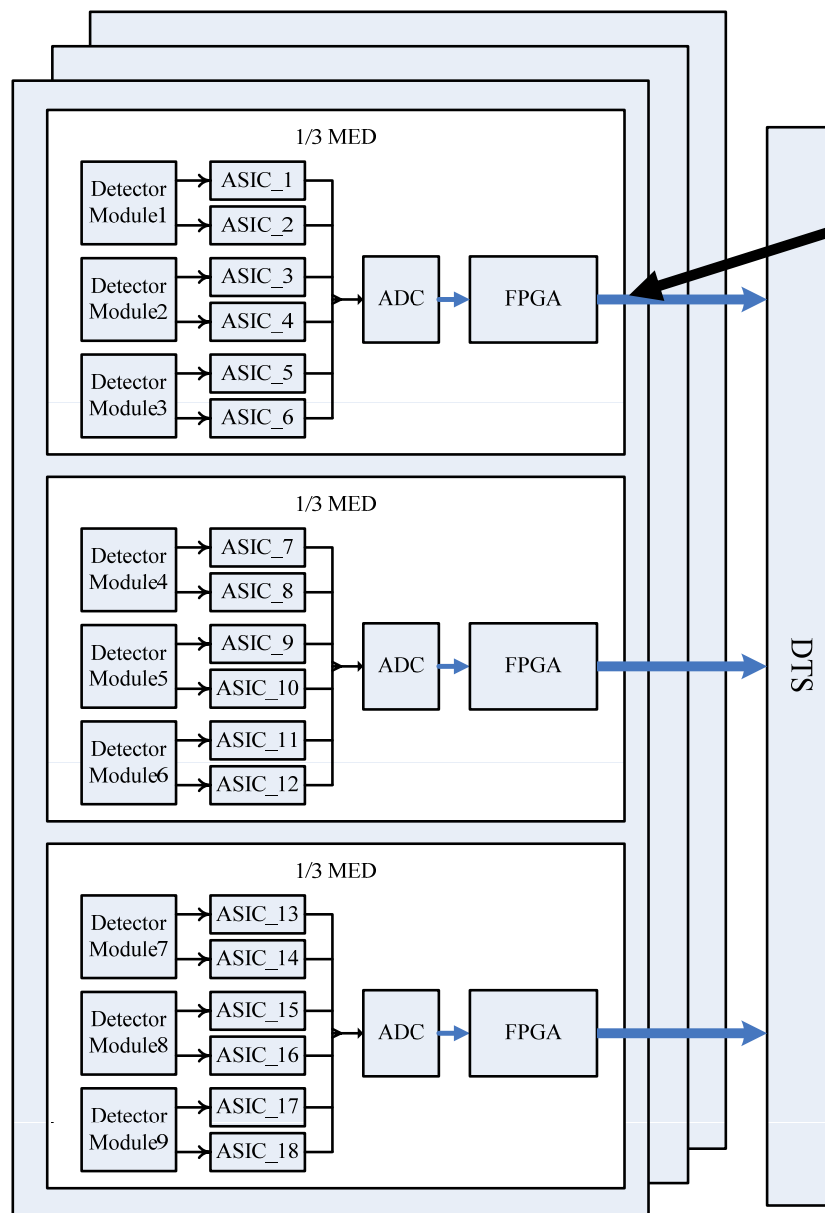 1/3 MED
Detector
Module1
ASIC_1
ASIC_2
Detector
Module2
ASIC_3
ASIC_4
Detector
Module3
ASIC_5
ASIC_6
ADC
FPGA
1/3 MED
Detector
Module4
ASIC_7
ASIC_8
Detector
Module5
ASIC_9
ASIC_10
Detector
Module6
ASIC_11
ASIC_12
ADC
FPGA
1/3 MED
Detector
Module7
ASIC_13
ASIC_14
Detector
Module8
ASIC_15
ASIC_16
Detector
Module9
ASIC_17
ASIC_18
ADC
FPGA
DTS